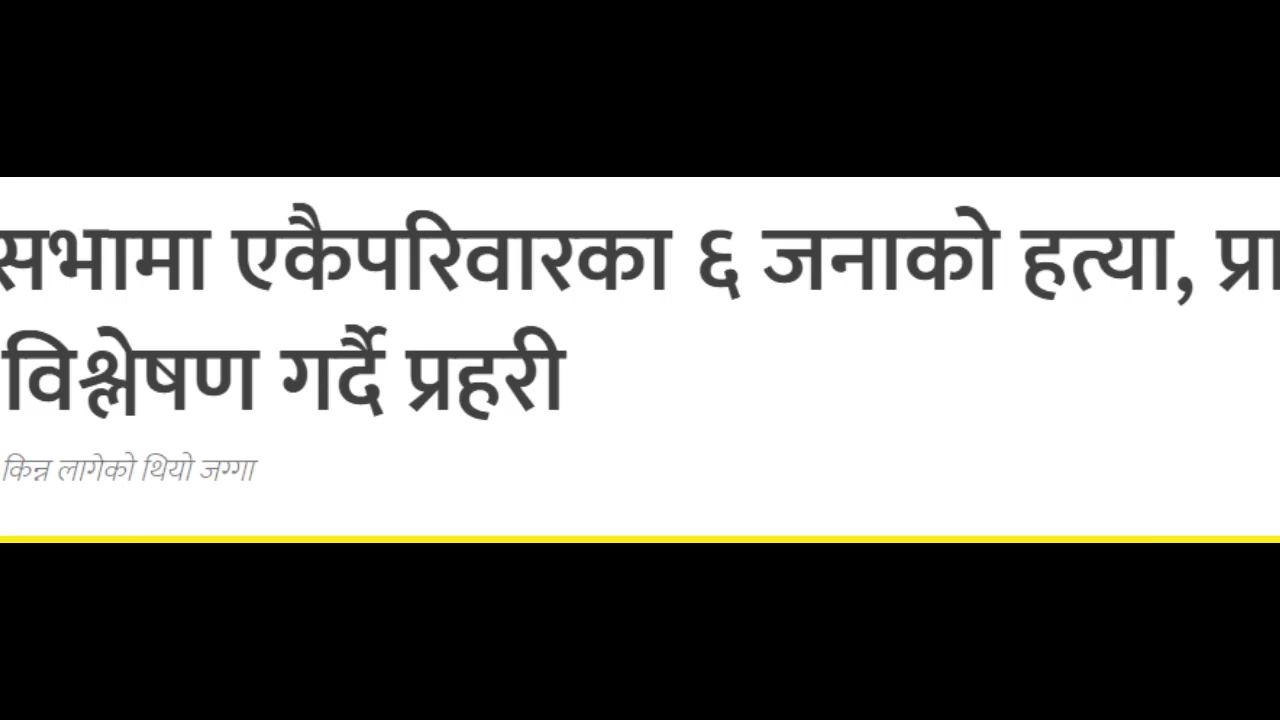 सभामा एकैपरिवारका ६ जनाको हत्या, प्रा
विश्लेषण गर्दै प्रहरी
किन्न लागेको थियो जग्गा